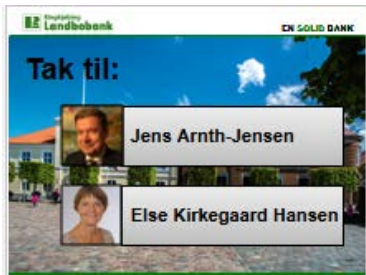 Ringkjøbing
Landbobank
EN SOLID BANK
Tak til:
Jens Arnth-Jensen
Else Kirkegaard Hansen